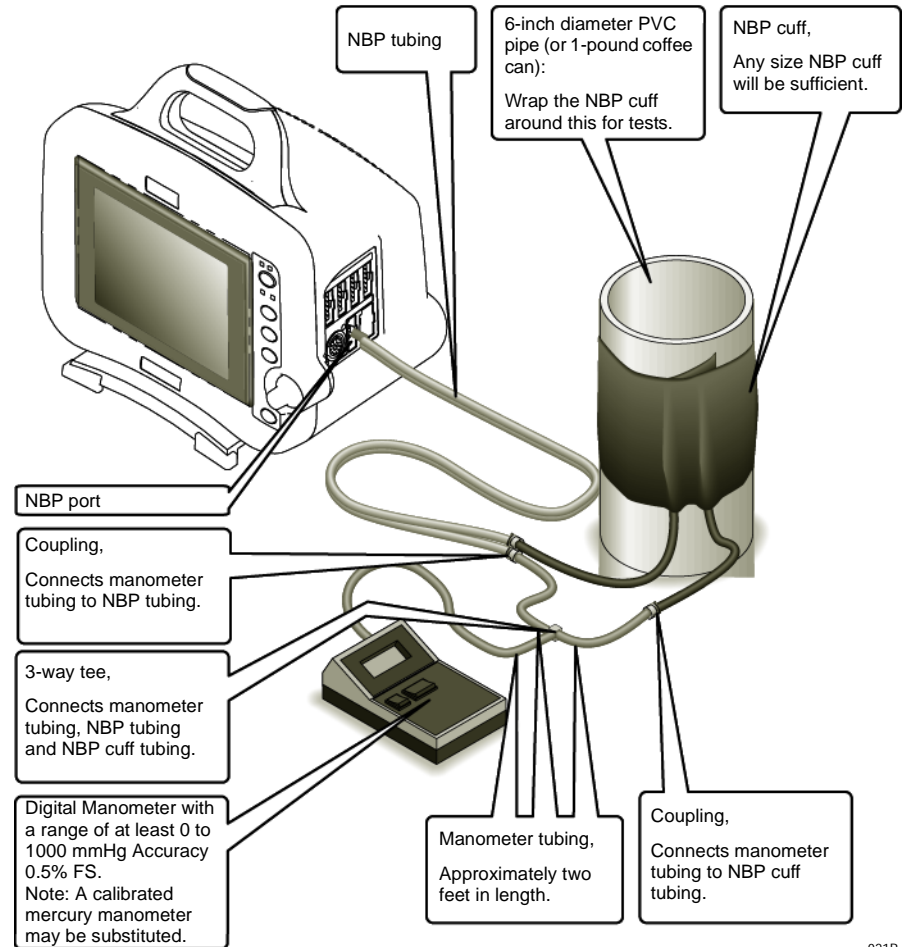 NBP tubing
6-inch diameter PVC
pipe (or 1-pound coffee
can):
Wrap the NBP cuff
around this for tests.
NBP cuff,
Any size NBP cuff
will be sufficient.
NBP port
Coupling,
Connects manometer
tubing to NBP tubing.
3-way tee,
Connects manometer
tubing, NBP tubing
and NBP cuff tubing.
Digital Manometer with
a range of at least 0 to
1000 mmHg Accuracy
0.5% FS.
Note: A calibrated
mercury manometer
may be substituted.
Manometer tubing,
Approximately two
feet in length.
Coupling,
Connects manometer
tubing to NBP cuff
tubing.